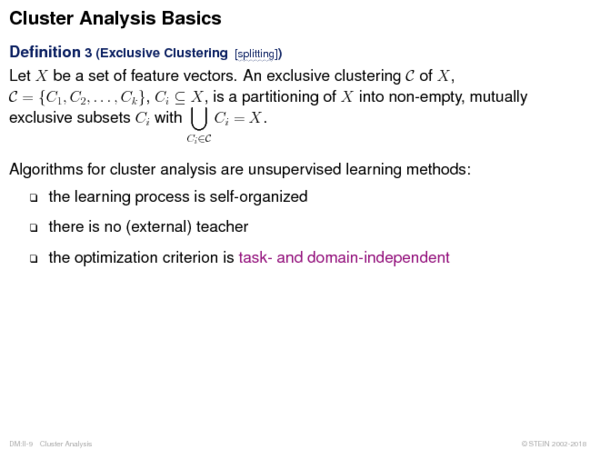 Cluster Analysis Basics
Definition 3 (Exclusive Clustering [splitting])
Let X be a set of feature vectors. An exclusive clustering 𝒞 of X,
𝒞 = {C₁, C₂, . . . , Cₖ}, Cᵢ ⊆ X, is a partitioning of X into non-empty, mutually
exclusive subsets Cᵢ with ⋃ Cᵢ = X.
Cᵢ∈𝒞
Algorithms for cluster analysis are unsupervised learning methods:
❑ the learning process is self-organized
❑ there is no (external) teacher
❑ the optimization criterion is task- and domain-independent
DM:II-9 Cluster Analysis © STEIN 2002-2018